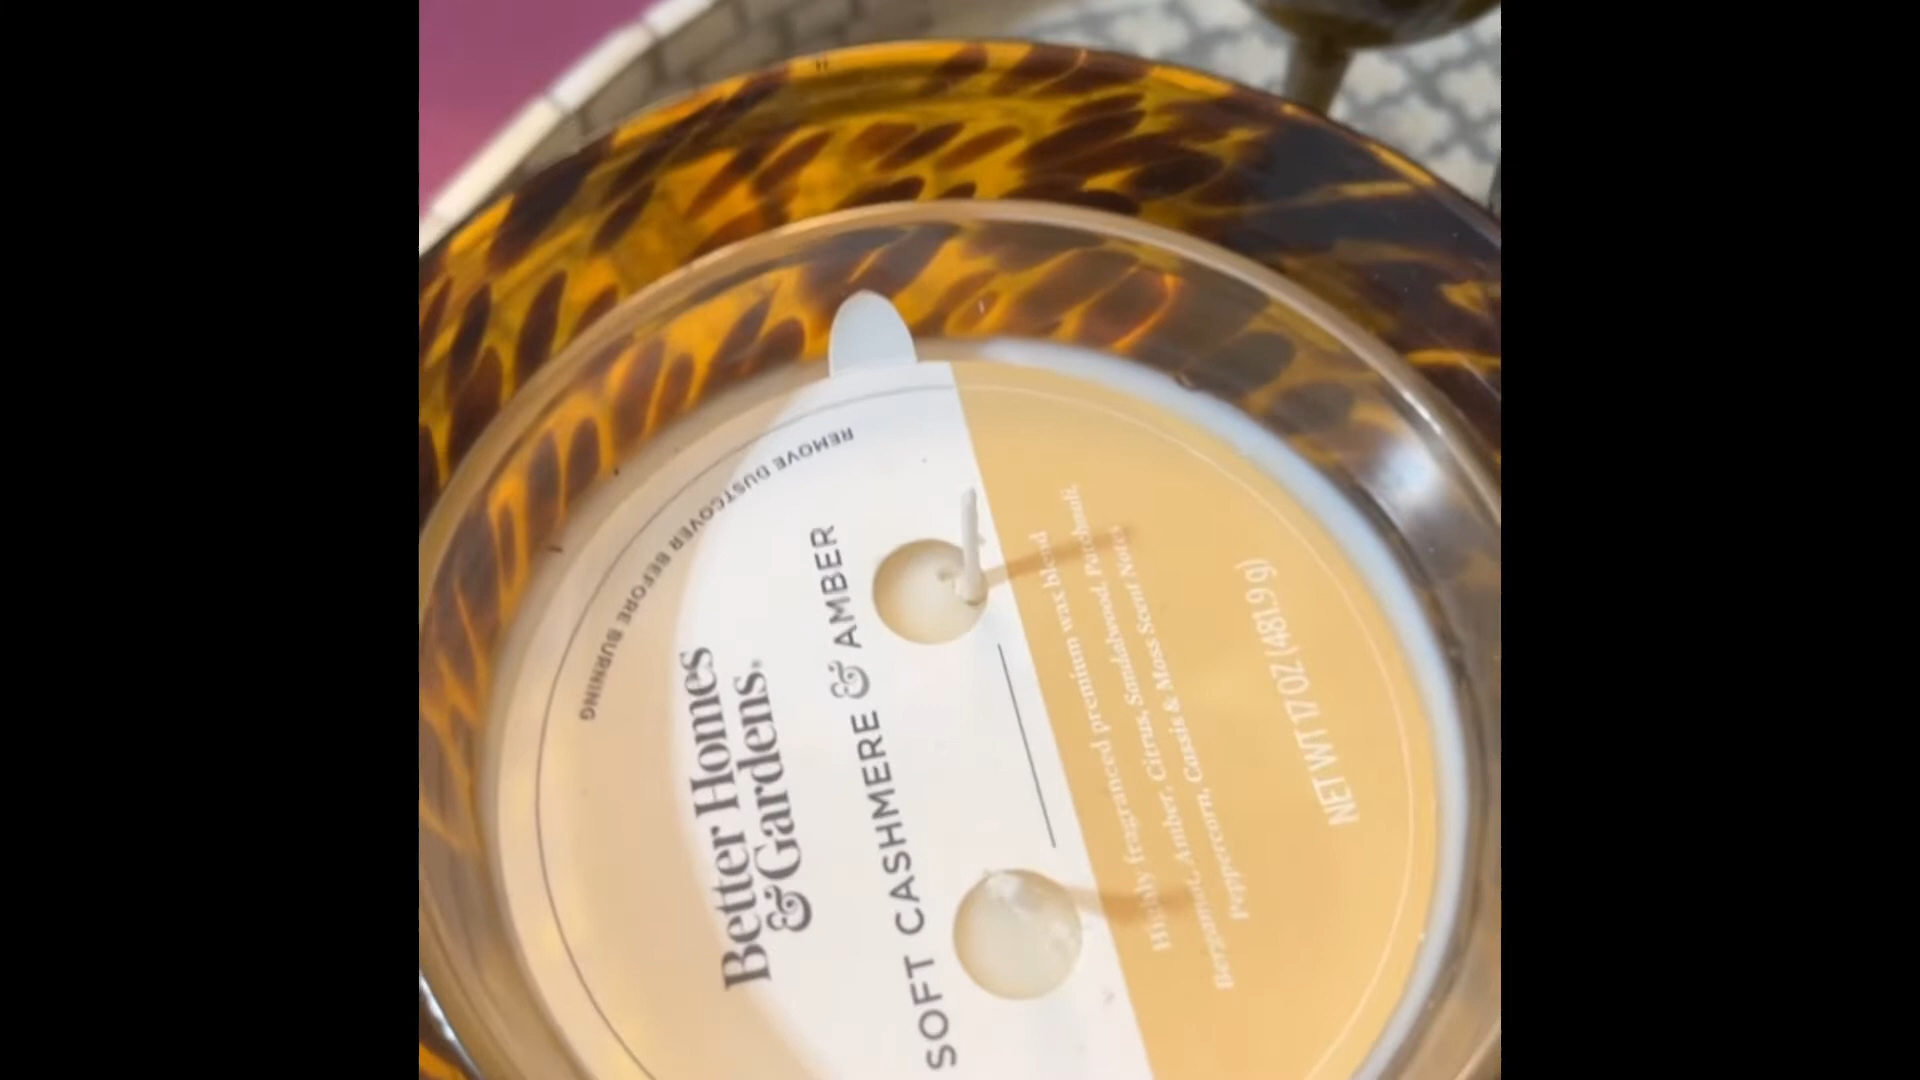 REMOVE DUSTCOVER BEFORE BURNING
Better Homes
&Gardens®
SOFT CASHMERE & AMBER
Highly fragranced premium wax blend
Bergamot, Amber, Citrus, Sandalwood, Patchouli,
Peppercorn, Cassis & Moss Scent Notes
NET WT 17 OZ (481.9 g)